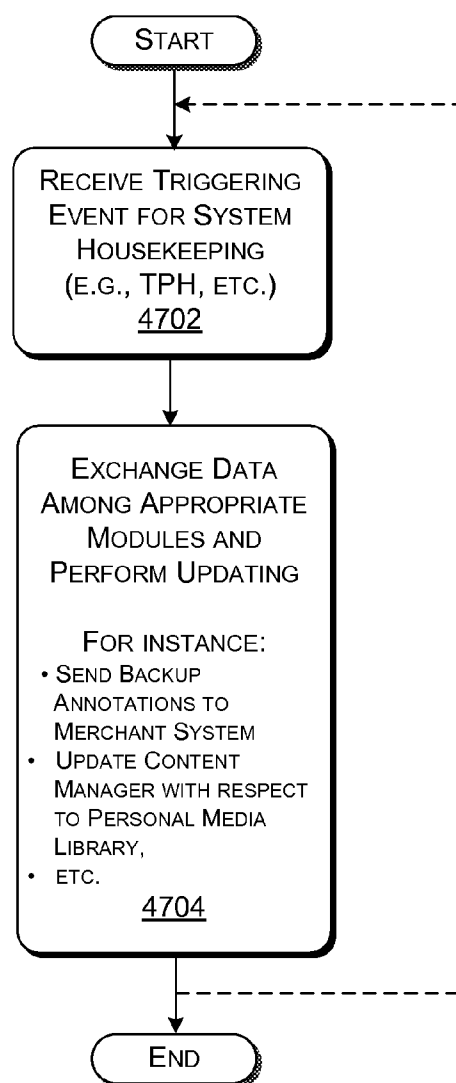 START
RECEIVE TRIGGERING
EVENT FOR SYSTEM
HOUSEKEEPING
(E.G., TPH, ETC.)
4702
EXCHANGE DATA
AMONG APPROPRIATE
MODULES AND
PERFORM UPDATING
FOR INSTANCE:
• SEND BACKUP
ANNOTATIONS TO
MERCHANT SYSTEM
• UPDATE CONTENT
MANAGER WITH RESPECT
TO PERSONAL MEDIA
LIBRARY,
• ETC.
4704
END